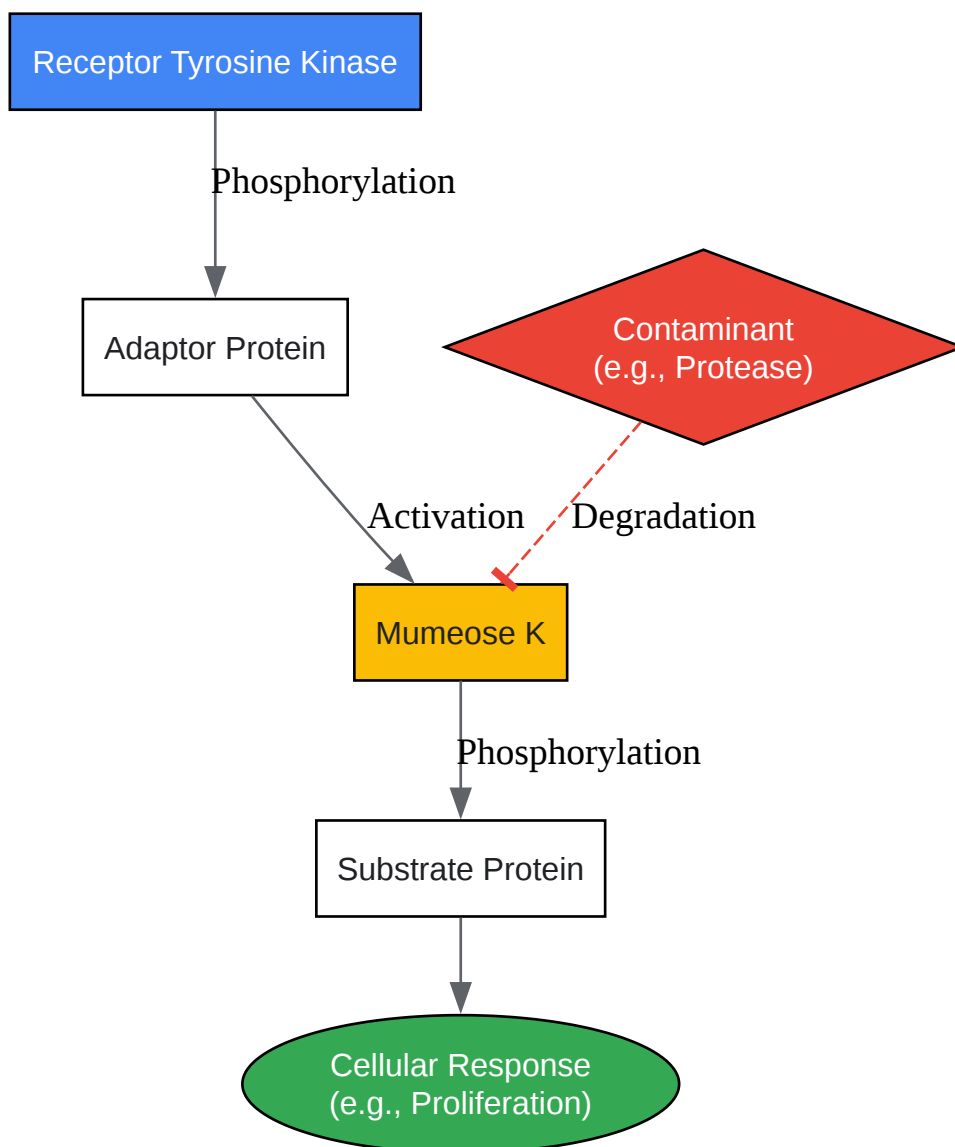 Receptor Tyrosine Kinase
Phosphorylation
Adaptor Protein
Contaminant
(e.g., Protease)
Activation
Degradation
Mumeose K
Phosphorylation
Substrate Protein
Cellular Response
(e.g., Proliferation)